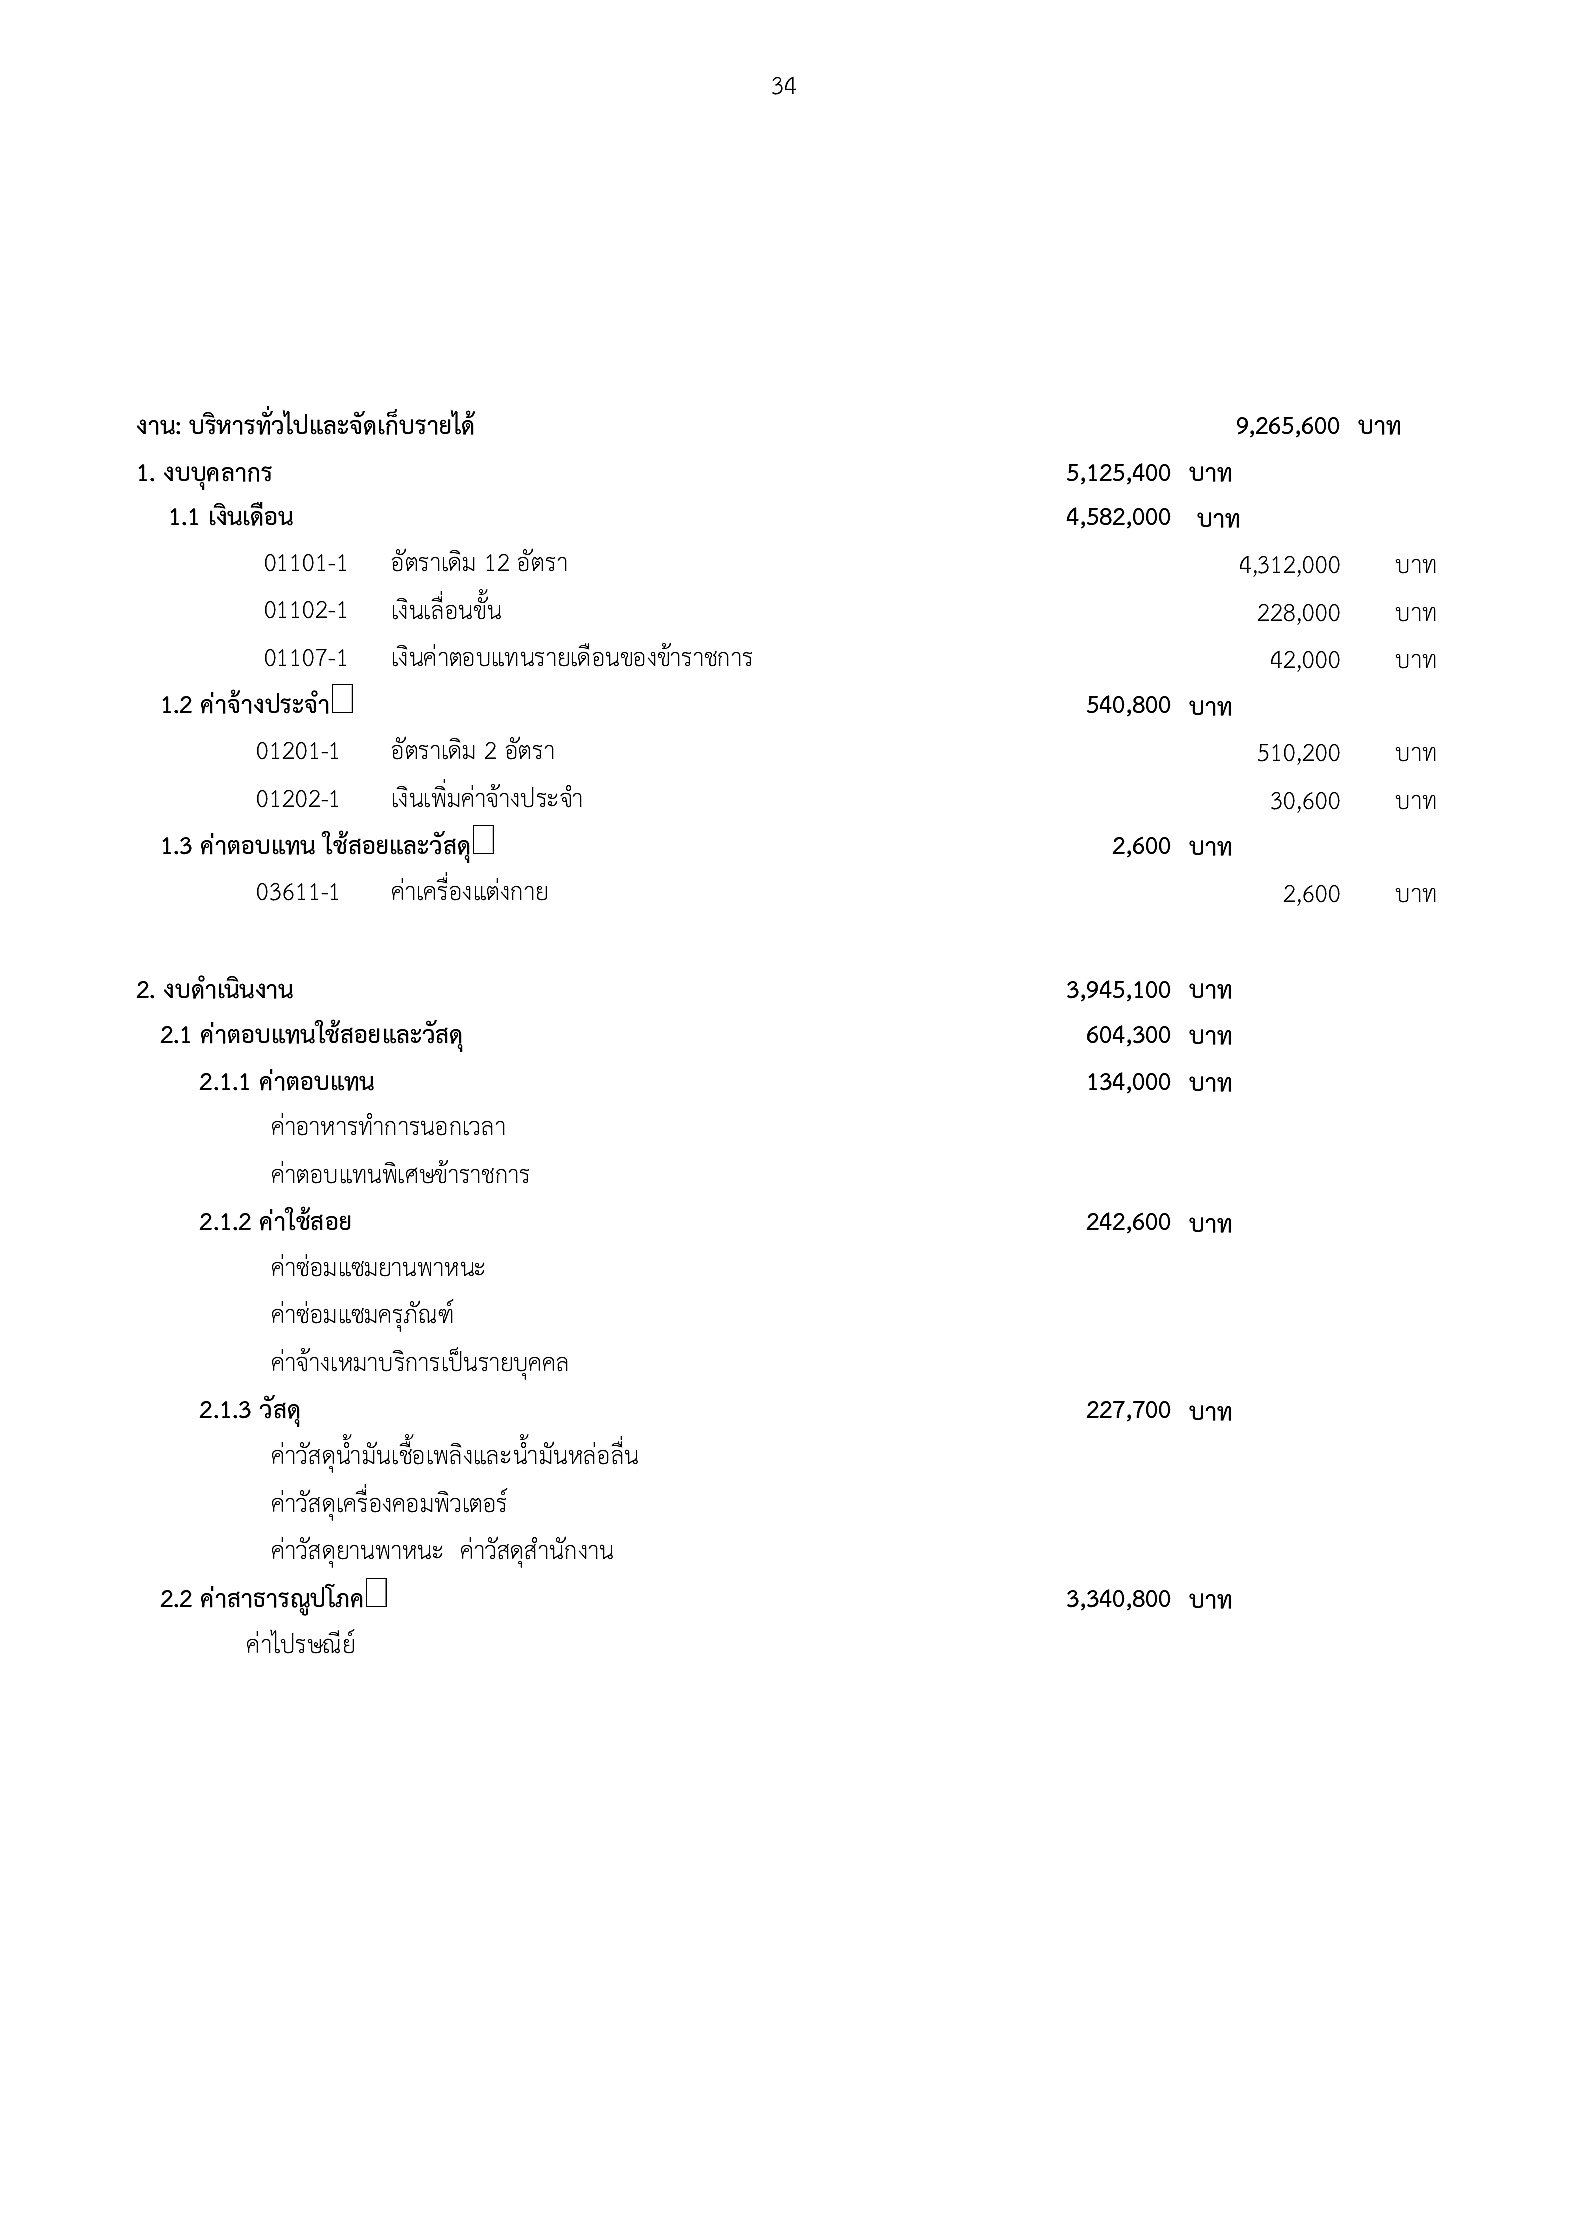 34
งาน: บริหารทั่วไปและจัดเก็บรายได้ 9,265,600 บาท
1. งบบุคลากร 5,125,400 บาท
1.1 เงินเดือน 4,582,000 บาท
01101-1 อัตราเดิม 12 อัตรา 4,312,000 บาท
01102-1 เงินเลื่อนขั้น 228,000 บาท
01107-1 เงินค่าตอบแทนรายเดือนของข้าราชการ 42,000 บาท
1.2 ค่าจ้างประจำ 540,800 บาท
01201-1 อัตราเดิม 2 อัตรา 510,200 บาท
01202-1 เงินเพิ่มค่าจ้างประจำ 30,600 บาท
1.3 ค่าตอบแทน ใช้สอยและวัสดุ 2,600 บาท
03611-1 ค่าเครื่องแต่งกาย 2,600 บาท
2. งบดำเนินงาน 3,945,100 บาท
2.1 ค่าตอบแทนใช้สอยและวัสดุ 604,300 บาท
2.1.1 ค่าตอบแทน 134,000 บาท
ค่าอาหารทำการนอกเวลา
ค่าตอบแทนพิเศษข้าราชการ
2.1.2 ค่าใช้สอย 242,600 บาท
ค่าซ่อมแซมยานพาหนะ
ค่าซ่อมแซมครุภัณฑ์
ค่าจ้างเหมาบริการเป็นรายบุคคล
2.1.3 วัสดุ 227,700 บาท
ค่าวัสดุน้ำมันเชื้อเพลิงและน้ำมันหล่อลื่น
ค่าวัสดุเครื่องคอมพิวเตอร์
ค่าวัสดุยานพาหนะ ค่าวัสดุสำนักงาน
2.2 ค่าสาธารณูปโภค 3,340,800 บาท
ค่าไปรษณีย์